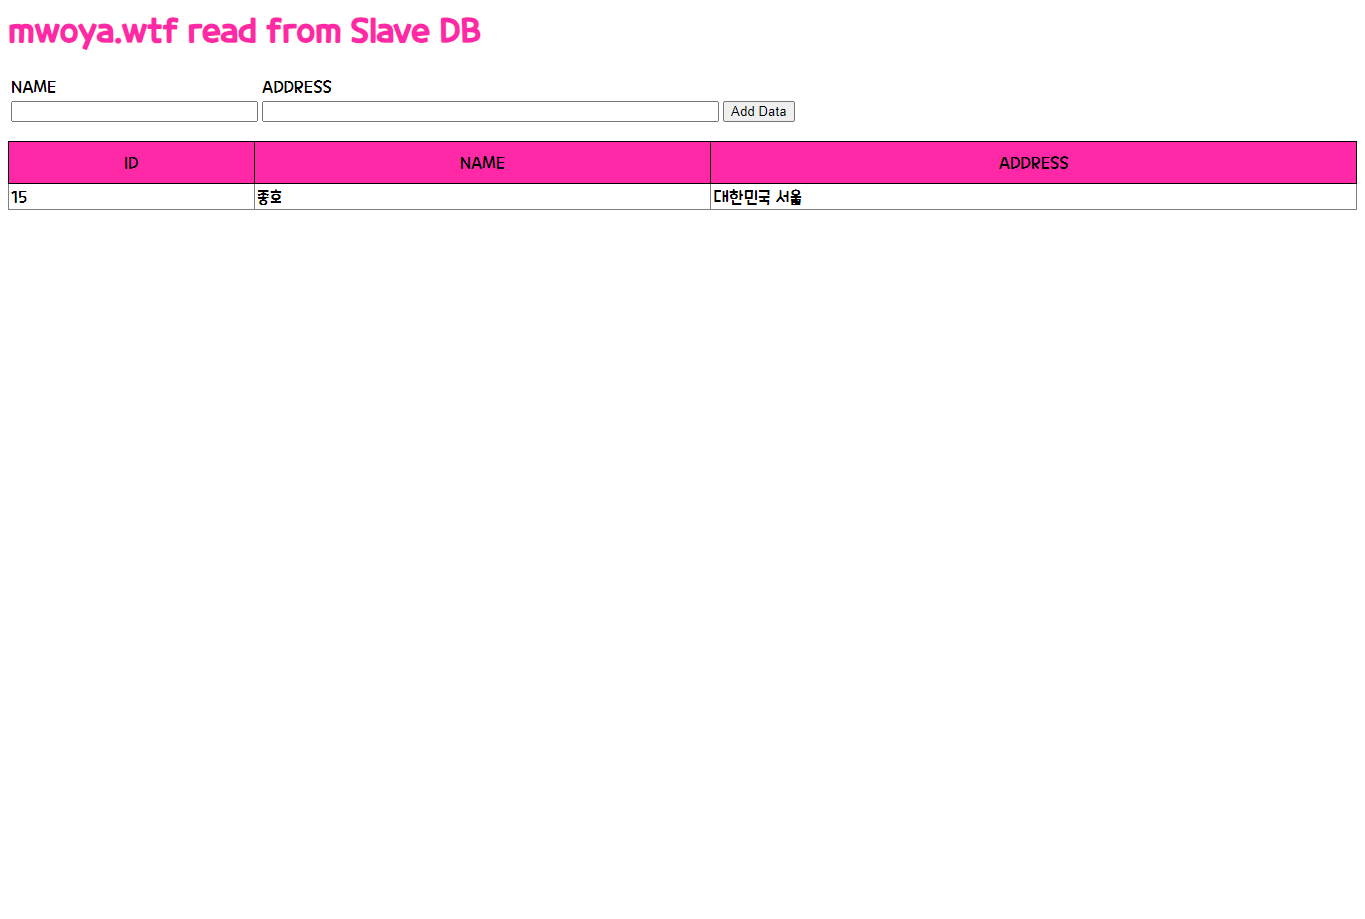 mwoya.wtf read from Slave DB
NAME ADDRESS
Add Data
ID NAME ADDRESS
15 종호 대한민국 서울